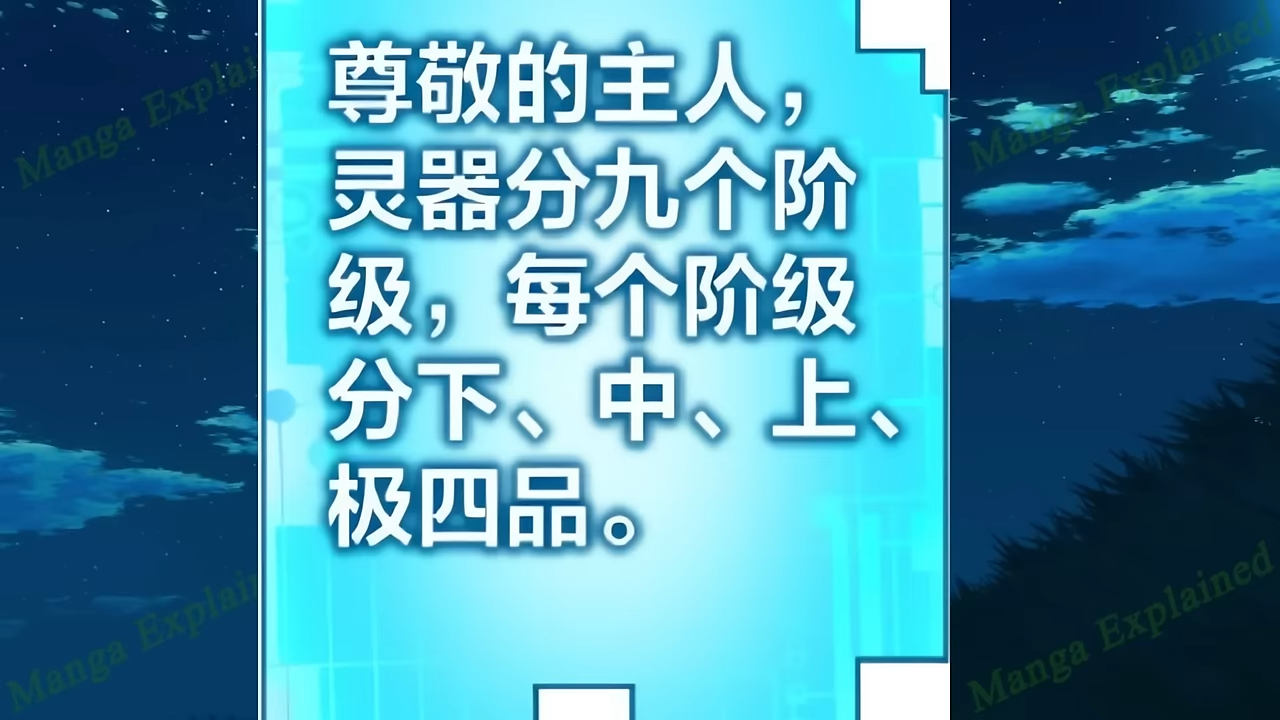 尊敬的主人，
灵器分九个阶
级，每个阶级
分下、中、上、
极四品。
Manga Explained
Manga Explained
Manga Explained
Manga Explained